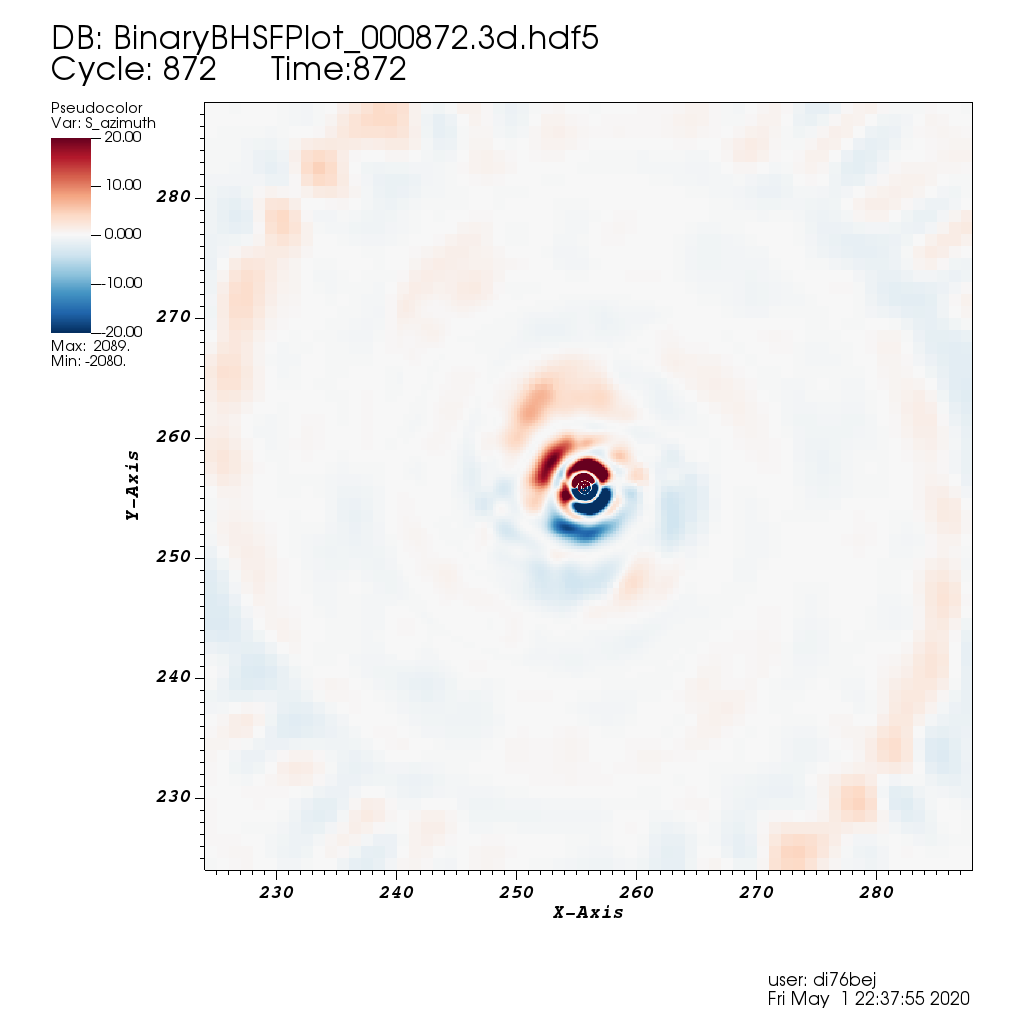 DB: BinaryBHSFPlot_000872.3d.hdf5
Cycle: 872 Time:872
Pseudocolor
Var: S_azimuth
20.00
10.00
0.000
-10.00
-20.00
Max: 2089.
Min: -2080.
280
270
260
250
240
230
Y-Axis
230 240 250 260 270 280
X-Axis
user: di76bej
Fri May 1 22:37:55 2020